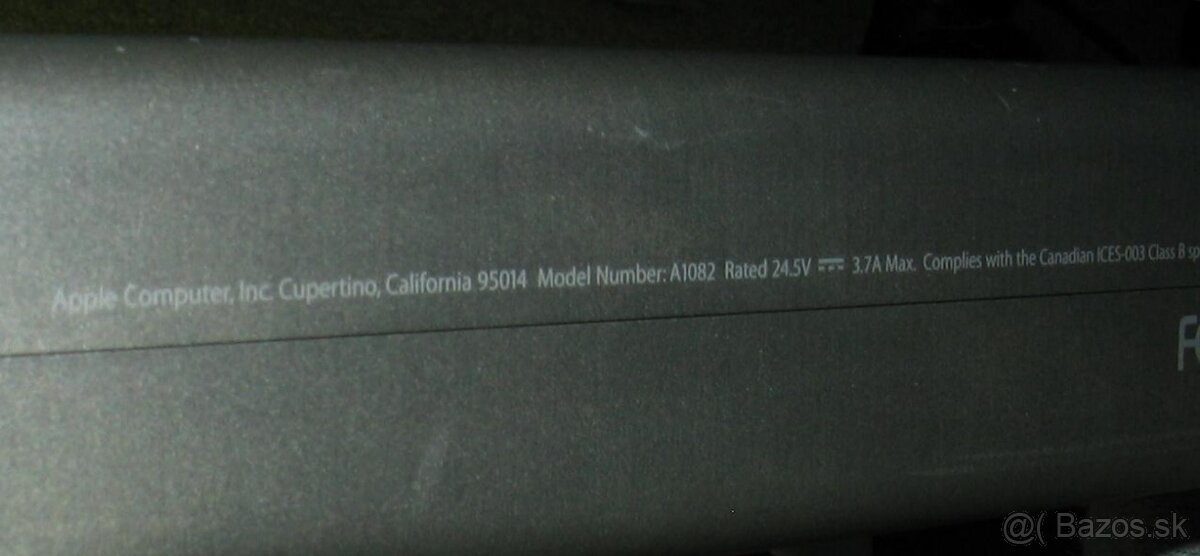 Apple Computer, Inc. Cupertino, California 95014 Model Number: A1082 Rated 24.5V ⎓ 3.7A Max. Complies with the Canadian ICES-003 Class B sp
F
@( Bazos.sk